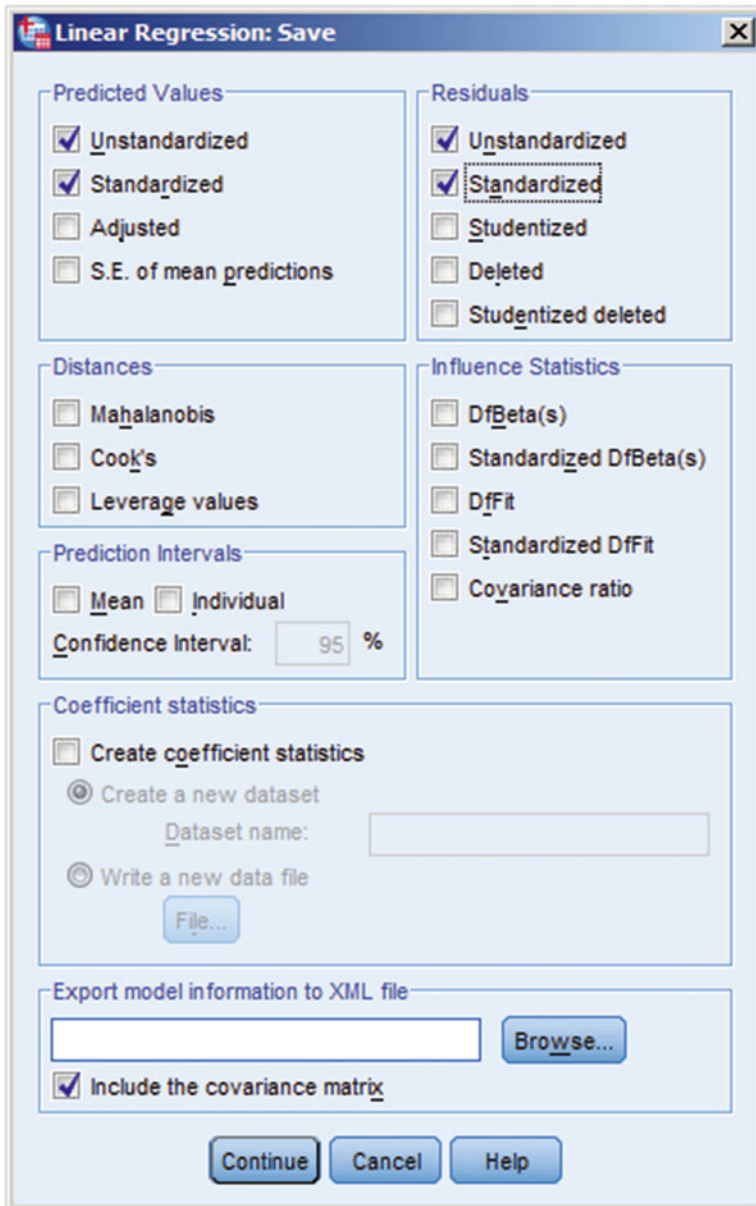 Linear Regression: Save
Predicted Values
Unstandardized
Standardized
Adjusted
S.E. of mean predictions
Residuals
Unstandardized
Standardized
Studentized
Deleted
Studentized deleted
Distances
Mahalanobis
Cook's
Leverage values
Influence Statistics
DfBeta(s)
Standardized DfBeta(s)
DfFit
Standardized DfFit
Covariance ratio
Prediction Intervals
Mean Individual
Confidence Interval: 95 %
Coefficient statistics
Create coefficient statistics
Create a new dataset
Dataset name:
Write a new data file
File...
Export model information to XML file
Browse...
Include the covariance matrix
Continue Cancel Help